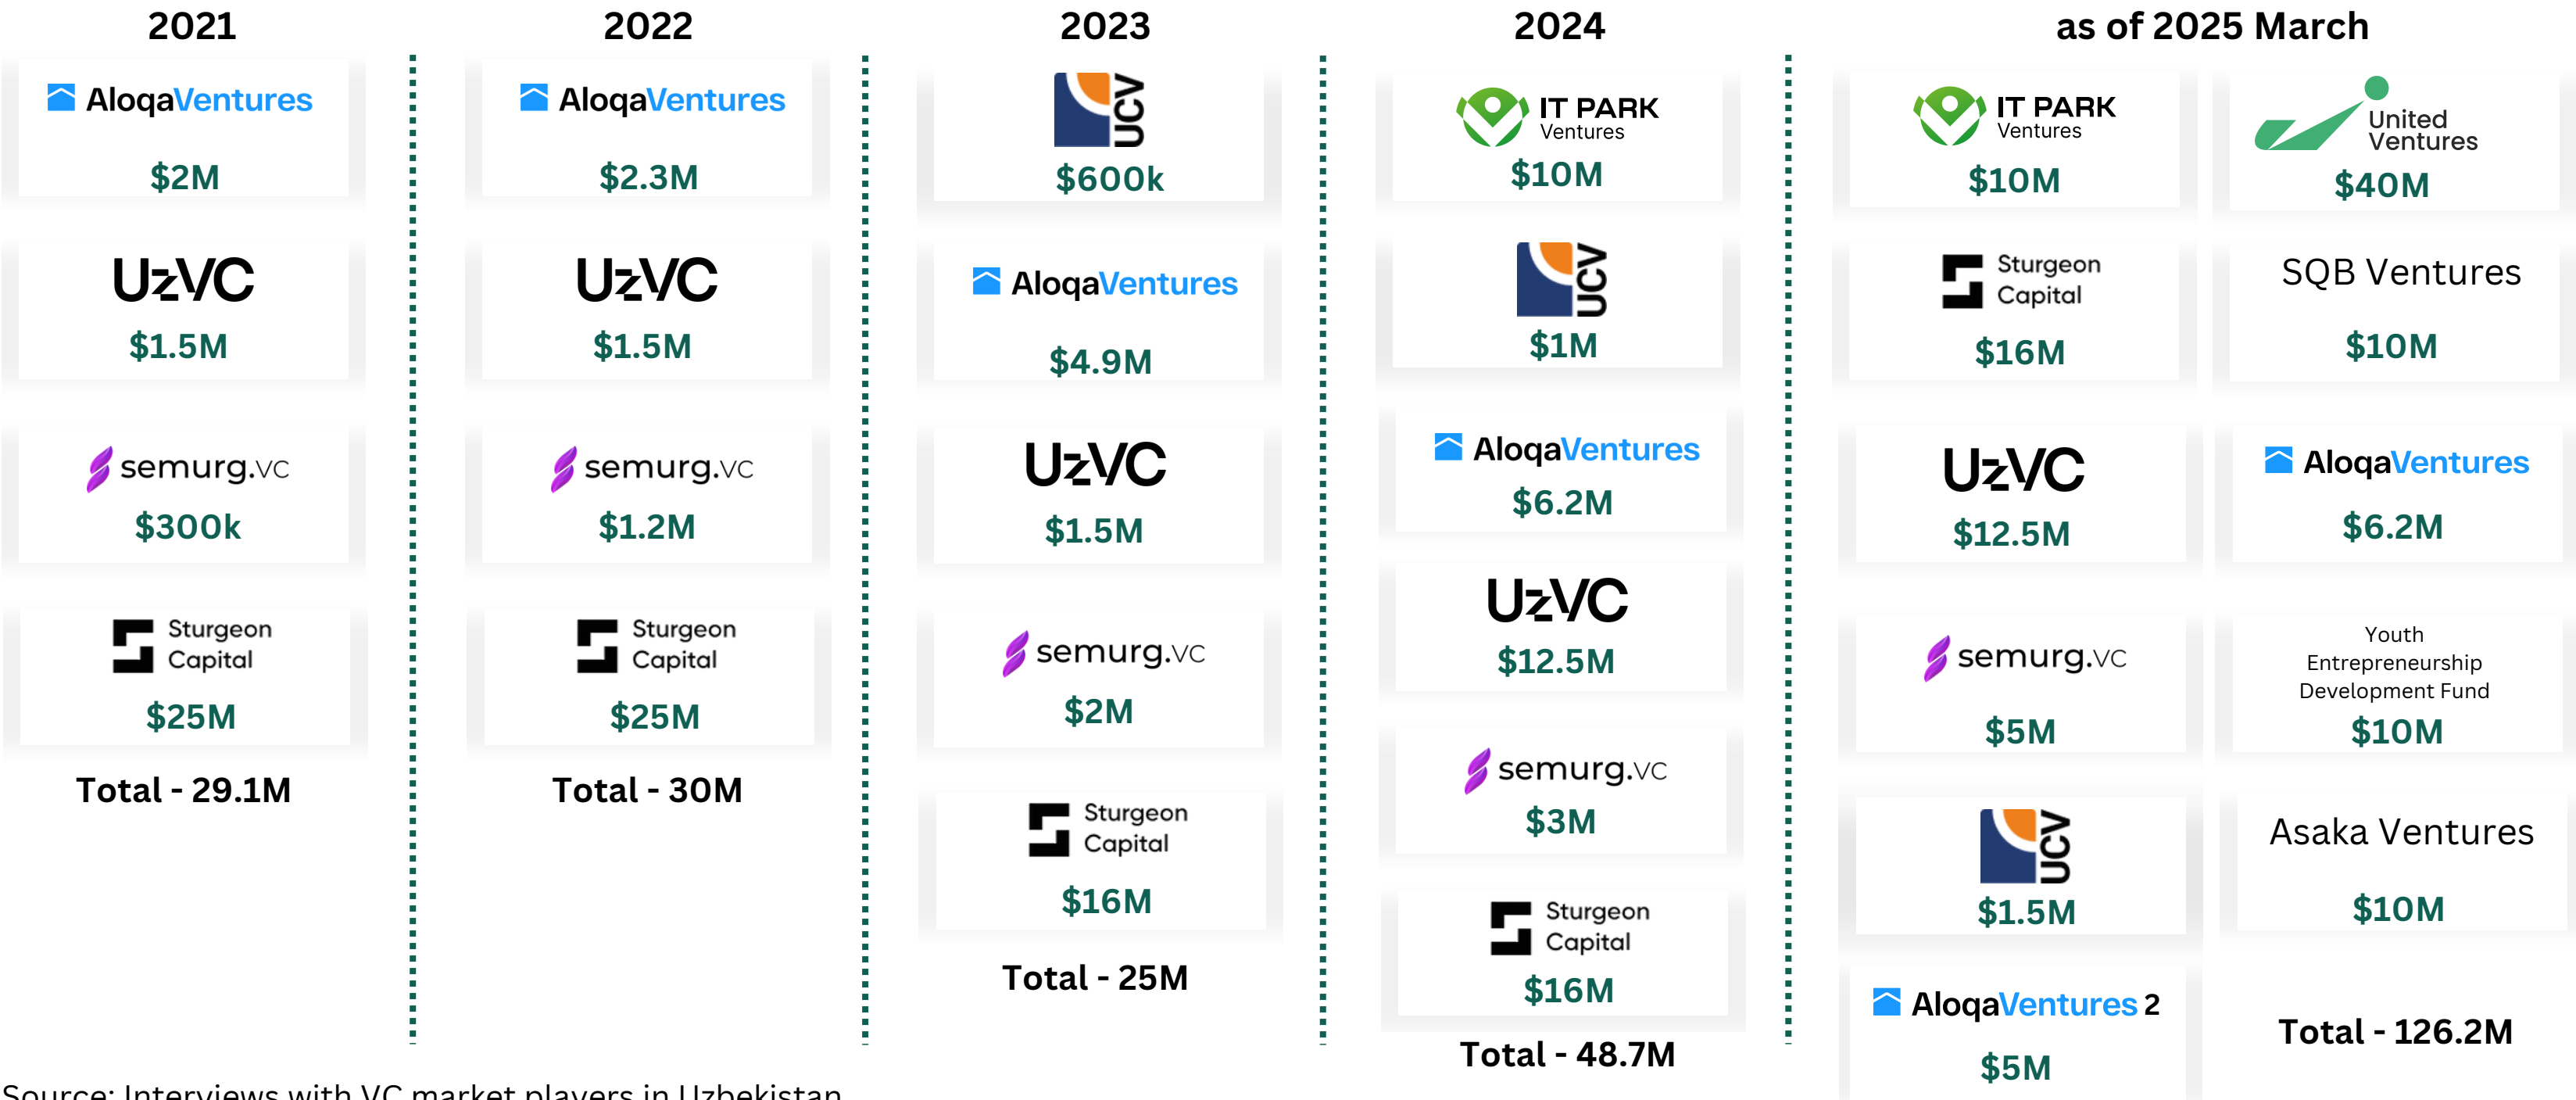 2021
AloqaVentures
$2M
UzVC
$1.5M
semurg.VC
$300k
Sturgeon
Capital
$25M
Total - 29.1M
2022
AloqaVentures
$2.3M
UzVC
$1.5M
semurg.VC
$1.2M
Sturgeon
Capital
$25M
Total - 30M
2023
UCV
$600k
AloqaVentures
$4.9M
UzVC
$1.5M
semurg.VC
$2M
Sturgeon
Capital
$16M
Total - 25M
2024
IT PARK
Ventures
$10M
UCV
$1M
AloqaVentures
$6.2M
UzVC
$12.5M
semurg.VC
$3M
Sturgeon
Capital
$16M
Total - 48.7M
as of 2025 March
IT PARK
Ventures
$10M
Sturgeon
Capital
$16M
UzVC
$12.5M
semurg.VC
$5M
UCV
$1.5M
AloqaVentures 2
$5M
United
Ventures
$40M
SQB Ventures
$10M
AloqaVentures
$6.2M
Youth
Entrepreneurship
Development Fund
$10M
Asaka Ventures
$10M
Total - 126.2M
Source: Interviews with VC market players in Uzbekistan